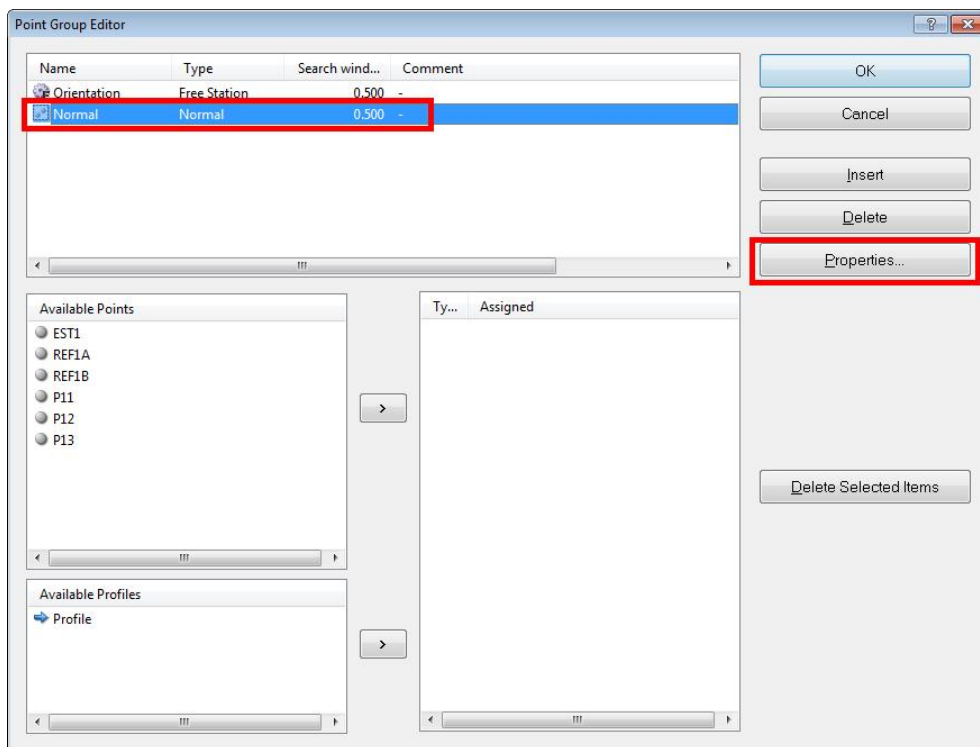 Point Group Editor
Name Type Search wind... Comment
Orientation Free Station 0.500 -
Normal Normal 0.500 -
OK
Cancel
Insert
Delete
Properties...
Available Points
EST1
REF1A
REF1B
P11
P12
P13
>
Ty... Assigned
Delete Selected Items
Available Profiles
Profile
>